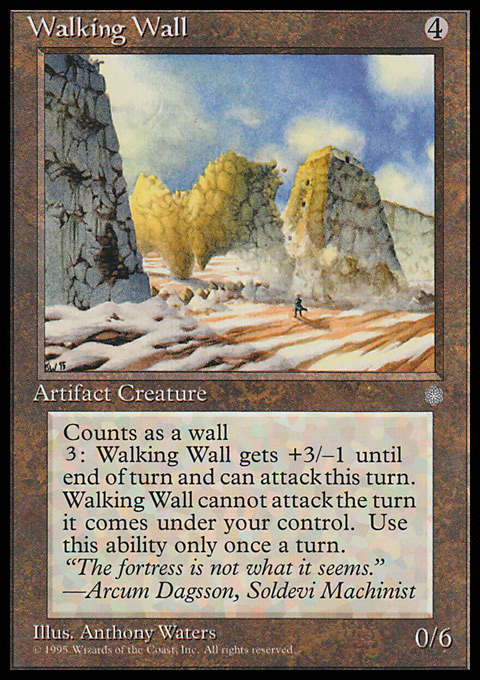 Walking Wall
4
Artifact Creature
Counts as a wall
3: Walking Wall gets +3/–1 until
end of turn and can attack this turn.
Walking Wall cannot attack the turn
it comes under your control. Use
this ability only once a turn.
“The fortress is not what it seems.”
—Arcum Dagsson, Soldevi Machinist
Illus. Anthony Waters
0/6
© 1995 Wizards of the Coast, Inc. All rights reserved.